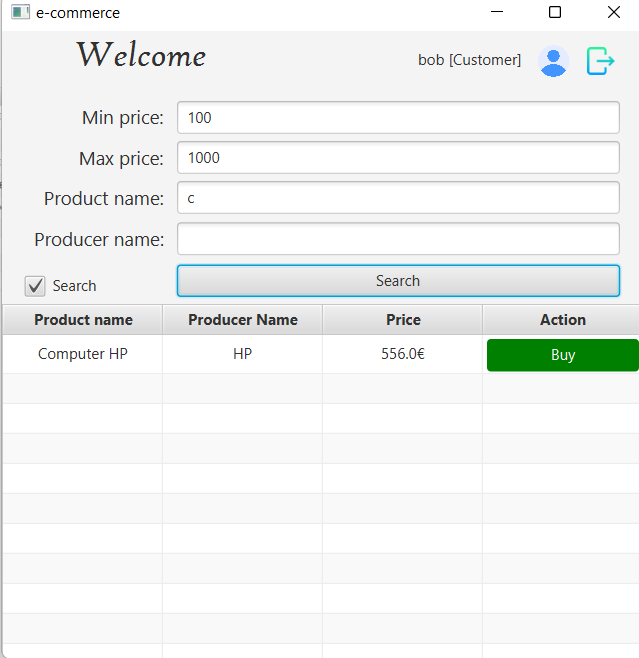 e-commerce
Welcome
bob [Customer]
Min price: 100
Max price: 1000
Product name: c
Producer name:
Search Search
Product name Producer Name Price Action
Computer HP HP 556.0€ Buy